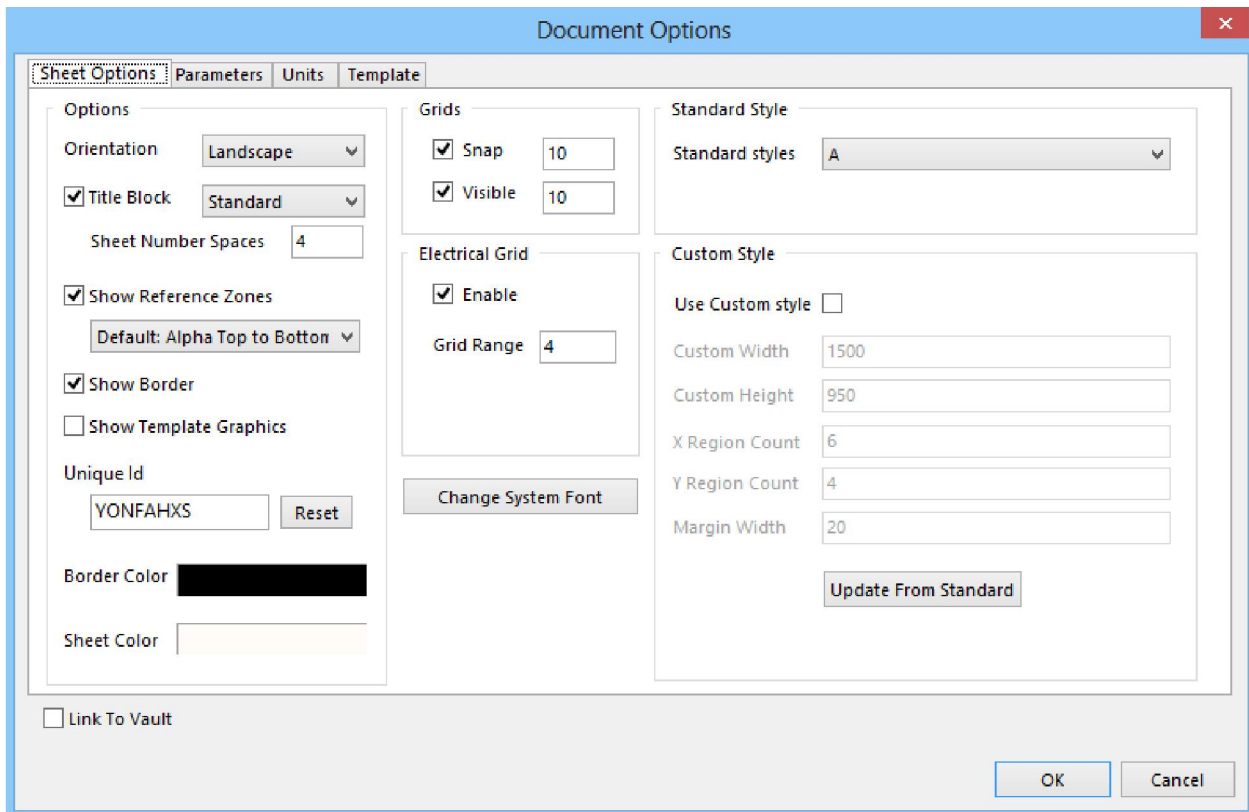 Document Options
Sheet Options Parameters Units Template
Options
Orientation Landscape
Title Block Standard
Sheet Number Spaces 4
Show Reference Zones
Default: Alpha Top to Bottom
Show Border
Show Template Graphics
Unique Id
YONFAHXS Reset
Border Color
Sheet Color
Grids
Snap 10
Visible 10
Electrical Grid
Enable
Grid Range 4
Change System Font
Standard Style
Standard styles A
Custom Style
Use Custom style
Custom Width 1500
Custom Height 950
X Region Count 6
Y Region Count 4
Margin Width 20
Update From Standard
Link To Vault
OK Cancel